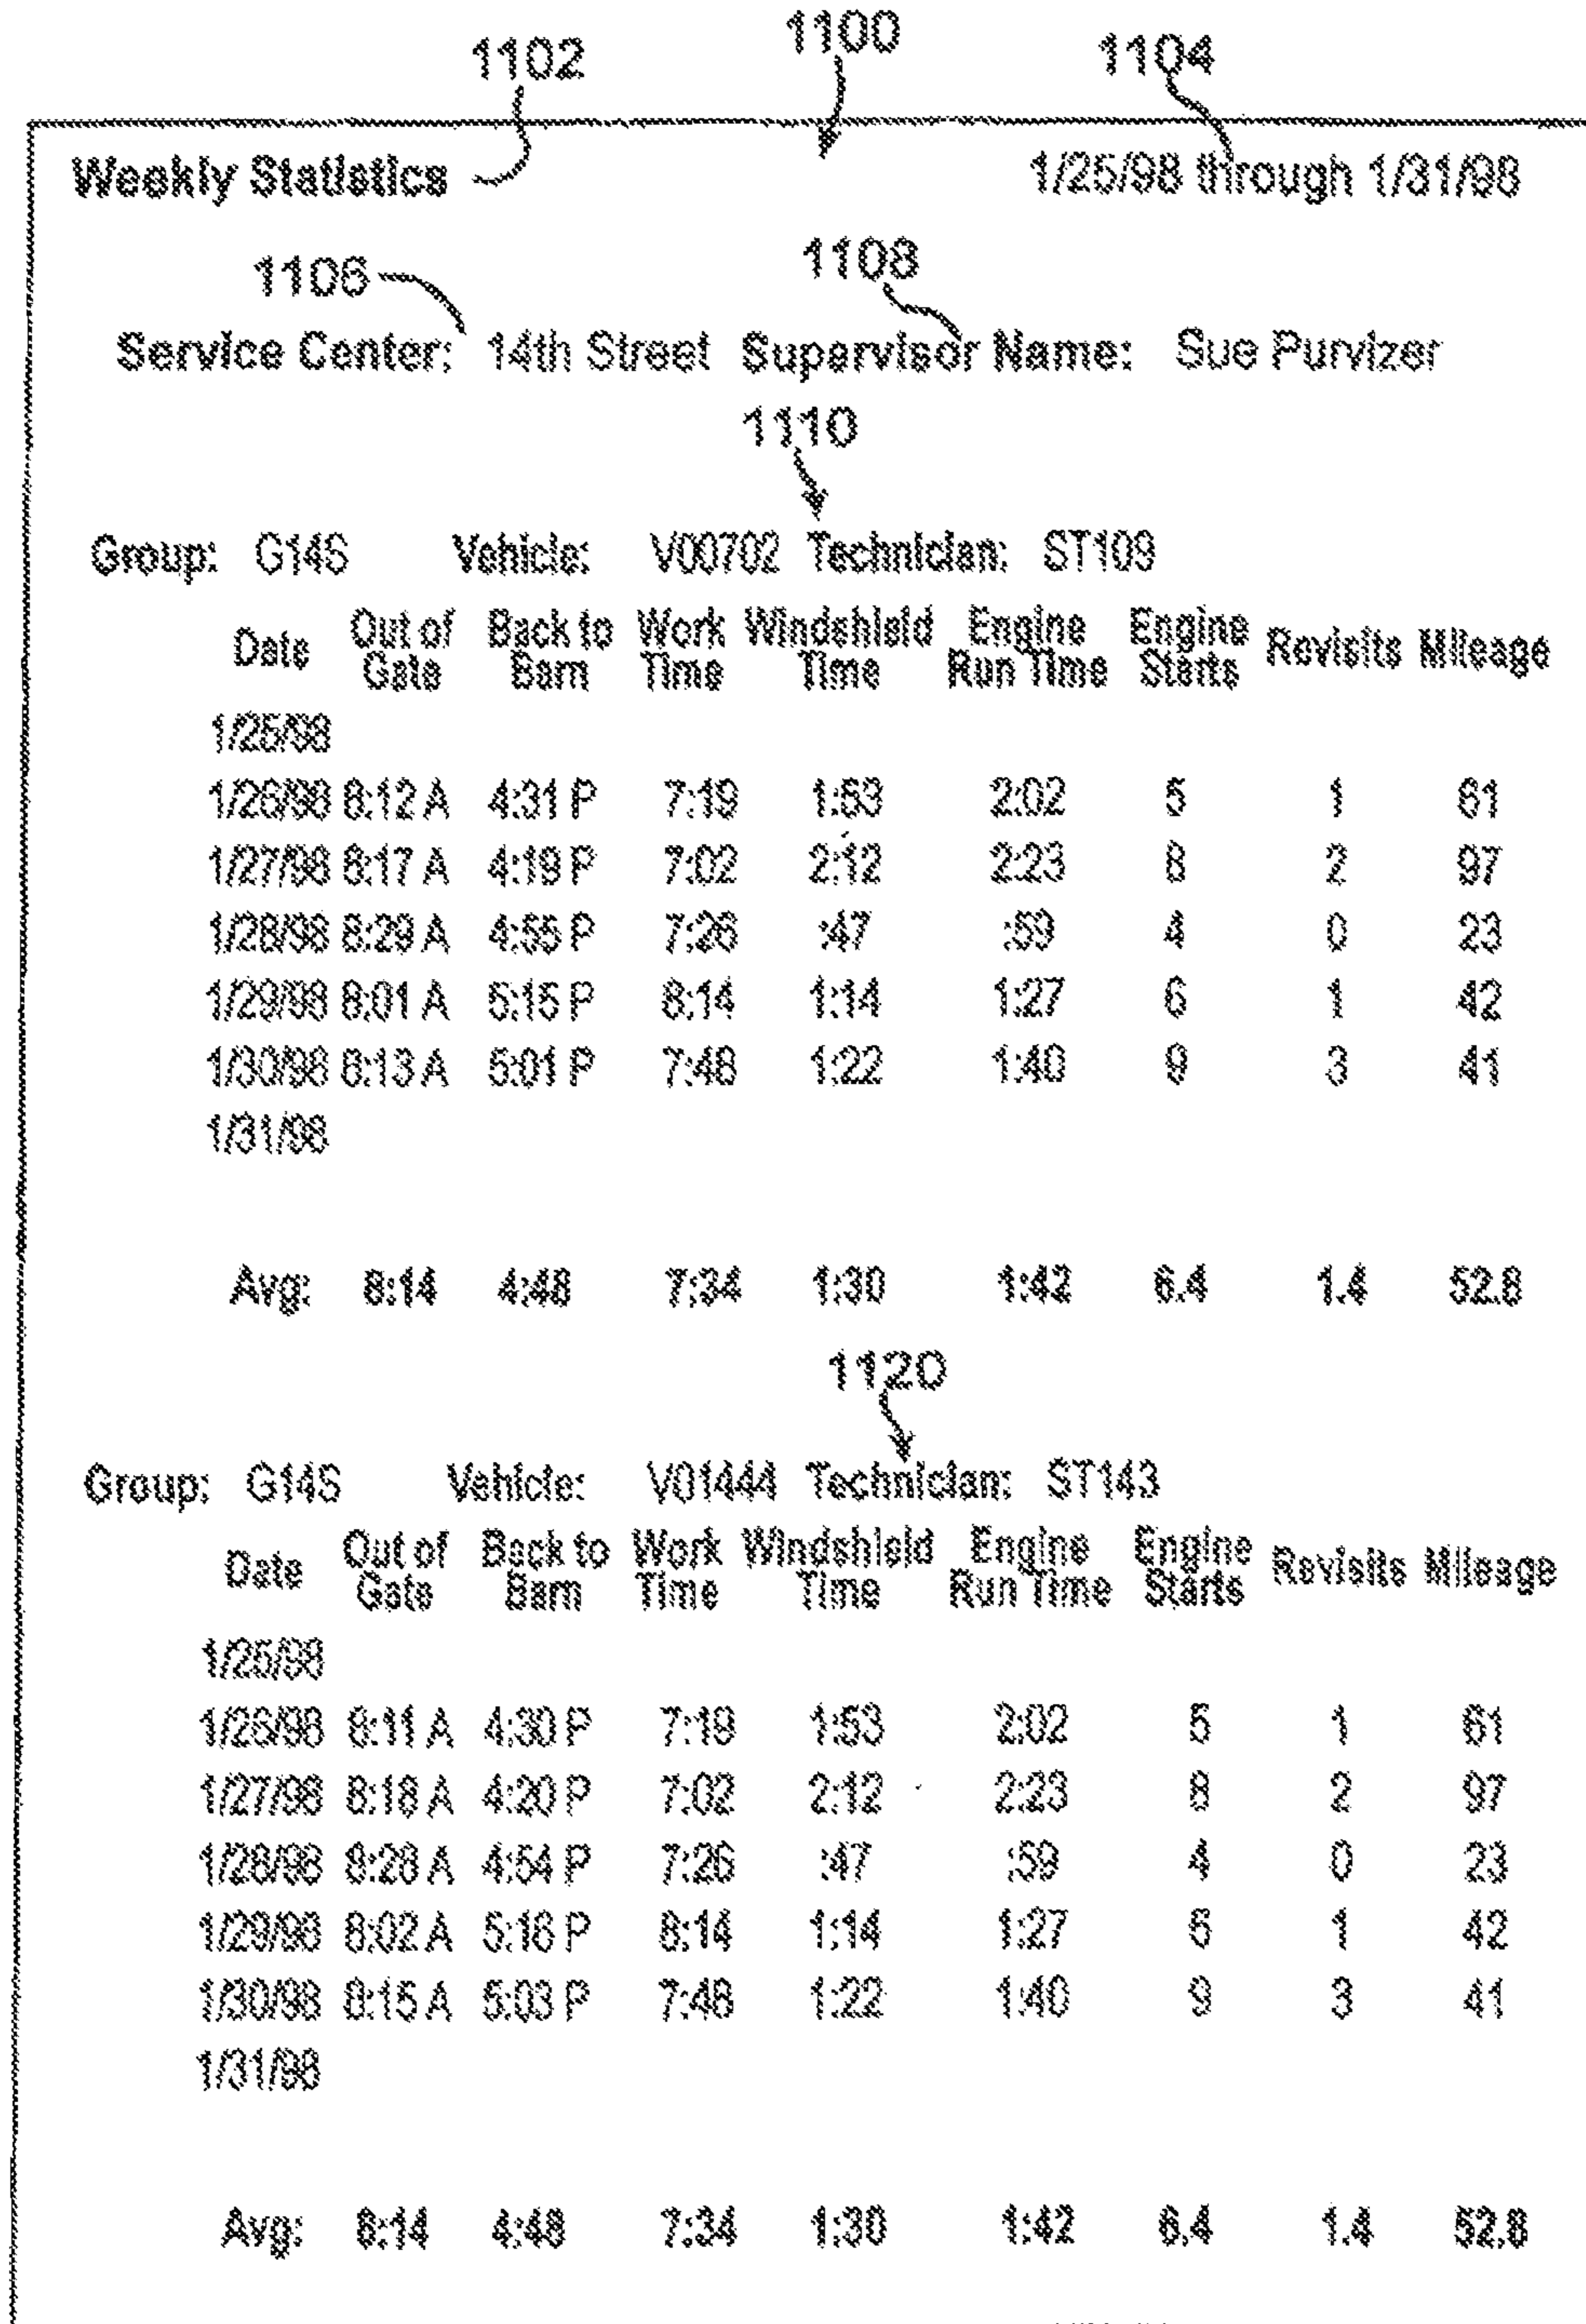 1102 1100 1104
Weekly Statistics 1/25/98 through 1/31/98
1106 1108
Service Center: 14th Street Supervisor Name: Sue Purvizer
1110
Group: G14S Vehicle: V00702 Technician: ST109
Date Out of Gate Back to Barn Work Time Windshield Time Engine Run Time Engine Starts Revisits Mileage
1/25/98
1/26/98 8:12 A 4:31 P 7:19 1:53 2:02 5 1 61
1/27/98 8:17 A 4:19 P 7:02 2:12 2:23 8 2 97
1/28/98 8:29 A 4:55 P 7:26 :47 :59 4 0 23
1/29/98 8:01 A 5:15 P 8:14 1:14 1:27 6 1 42
1/30/98 8:13 A 5:01 P 7:48 1:22 1:40 9 3 41
1/31/98
Avg: 8:14 4:48 7:34 1:30 1:42 6.4 1.4 52.8
1120
Group: G14S Vehicle: V01444 Technician: ST143
Date Out of Gate Back to Barn Work Time Windshield Time Engine Run Time Engine Starts Revisits Mileage
1/25/98
1/26/98 8:11 A 4:30 P 7:19 1:53 2:02 5 1 61
1/27/98 8:18 A 4:20 P 7:02 2:12 2:23 8 2 97
1/28/98 8:28 A 4:54 P 7:26 :47 :59 4 0 23
1/29/98 8:02 A 5:16 P 8:14 1:14 1:27 6 1 42
1/30/98 8:15 A 5:03 P 7:48 1:22 1:40 9 3 41
1/31/98
Avg: 8:14 4:48 7:34 1:30 1:42 6.4 1.4 52.8